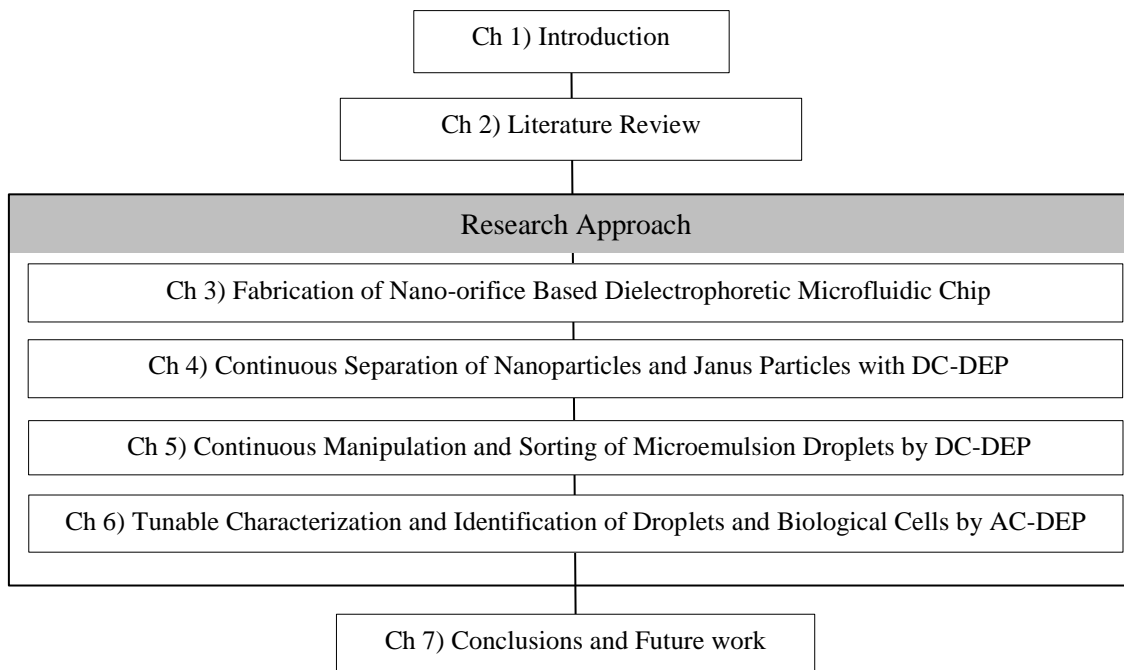 Ch 1) Introduction
Ch 2) Literature Review
Research Approach
Ch 3) Fabrication of Nano-orifice Based Dielectrophoretic Microfluidic Chip
Ch 4) Continuous Separation of Nanoparticles and Janus Particles with DC-DEP
Ch 5) Continuous Manipulation and Sorting of Microemulsion Droplets by DC-DEP
Ch 6) Tunable Characterization and Identification of Droplets and Biological Cells by AC-DEP
Ch 7) Conclusions and Future work